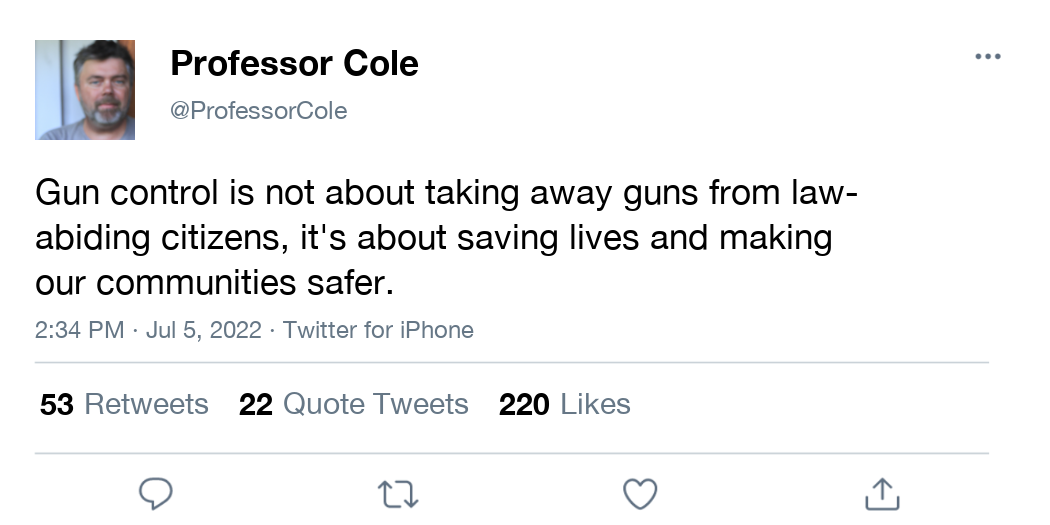 Professor Cole
@ProfessorCole
Gun control is not about taking away guns from law-
abiding citizens, it's about saving lives and making
our communities safer.
2:34 PM · Jul 5, 2022 · Twitter for iPhone
53 Retweets 22 Quote Tweets 220 Likes